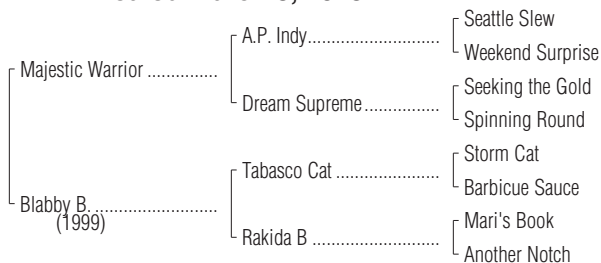 Seattle Slew
A.P. Indy
Weekend Surprise
Majestic Warrior
Seeking the Gold
Dream Supreme
Spinning Round
Storm Cat
Tabasco Cat
Barbicue Sauce
Blabby B.
(1999)
Mari's Book
Rakida B
Another Notch